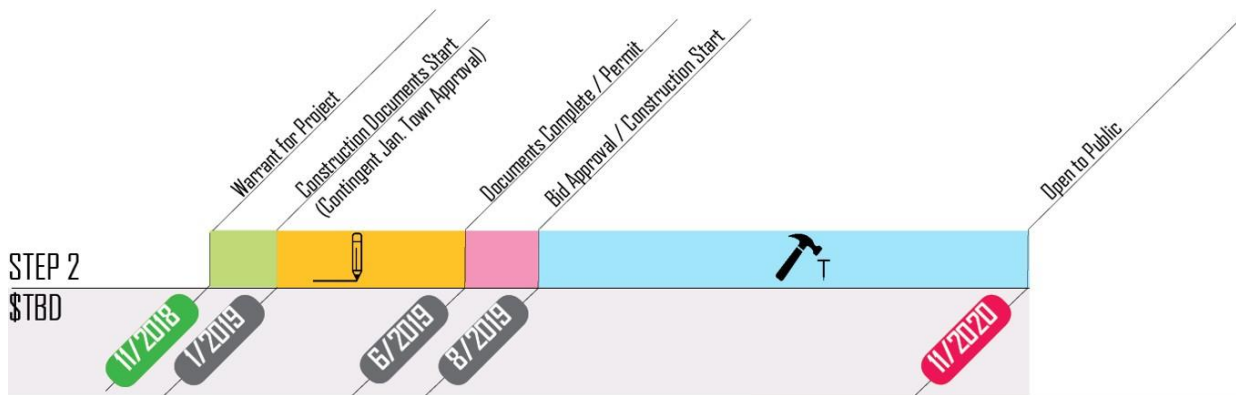 Warrant for Project
Construction Documents Start
(Contingent Jan. Town Approval)
Documents Complete / Permit
Bid Approval / Construction Start
Open to Public
STEP 2
$TBD
11/2018
1/2019
6/2019
8/2019
11/2020